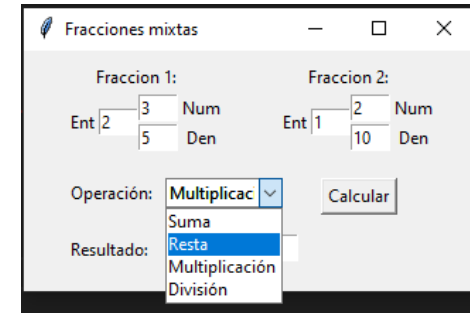 Fracciones mixtas
Fraccion 1: Fraccion 2:
3 Num 2 Num
Ent 2 Ent 1
5 Den 10 Den
Operación: Multiplicac Calcular
Suma
Resultado: Resta
Multiplicación
División